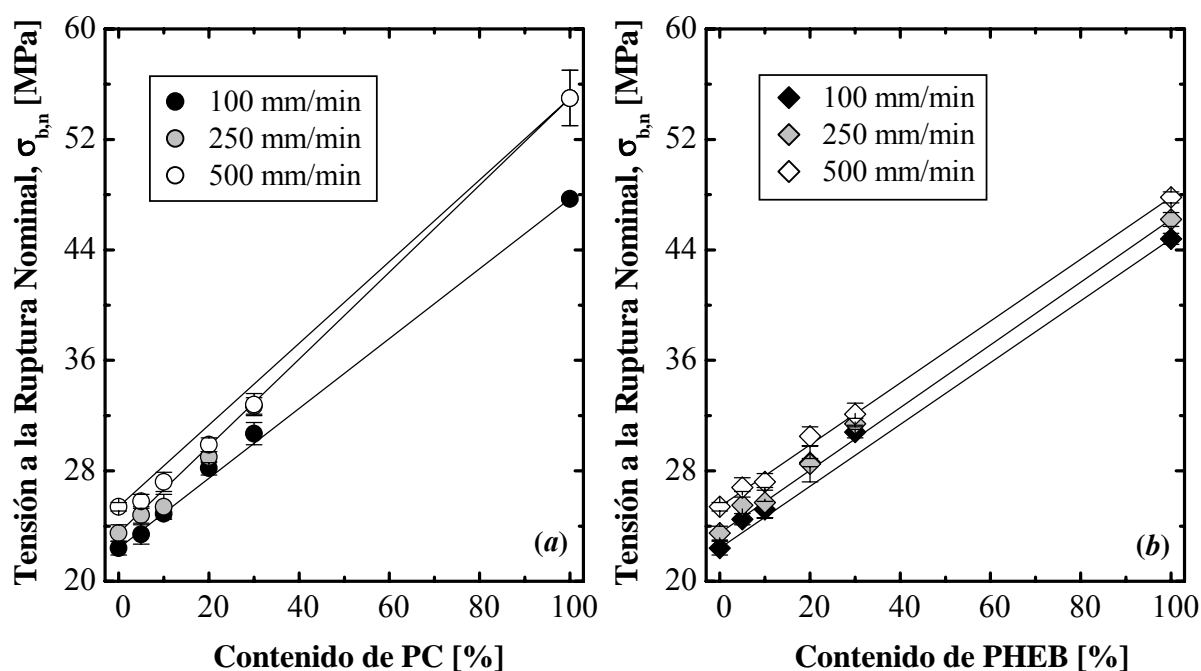 Tensión a la Ruptura Nominal, σb,n [MPa]
60
52
44
36
28
20
100 mm/min
250 mm/min
500 mm/min
(a)
0 20 40 60 80 100
Contenido de PC [%]
Tensión a la Ruptura Nominal, σb,n [MPa]
60
52
44
36
28
20
100 mm/min
250 mm/min
500 mm/min
(b)
0 20 40 60 80 100
Contenido de PHEB [%]